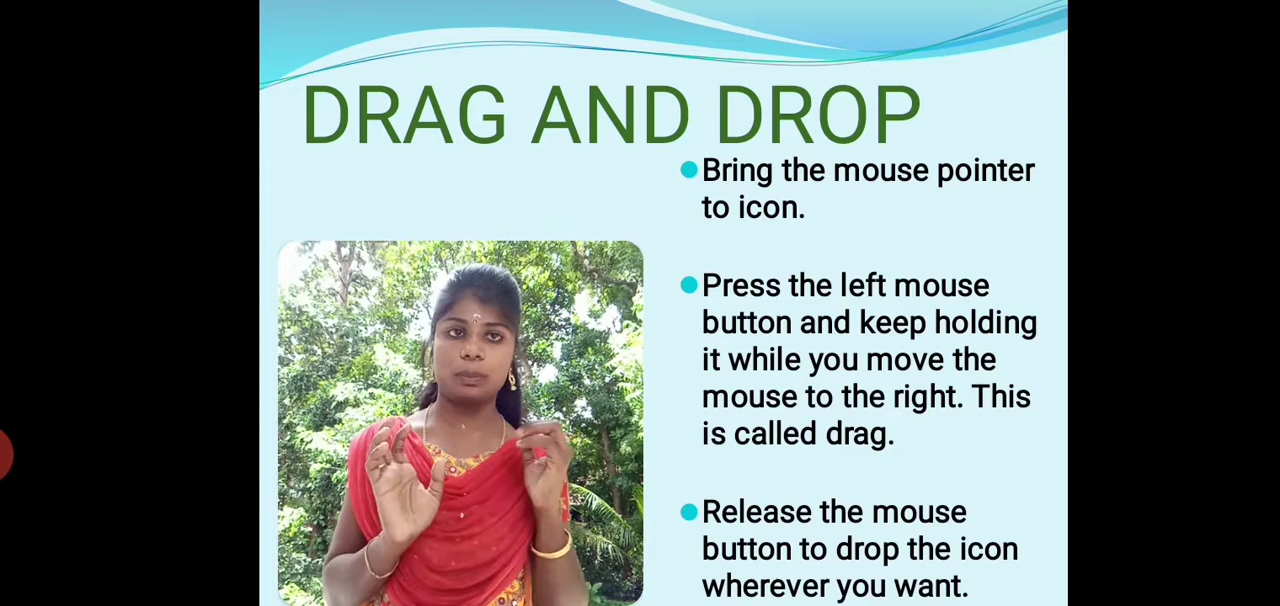 DRAG AND DROP
Bring the mouse pointer
to icon.
Press the left mouse
button and keep holding
it while you move the
mouse to the right. This
is called drag.
Release the mouse
button to drop the icon
wherever you want.